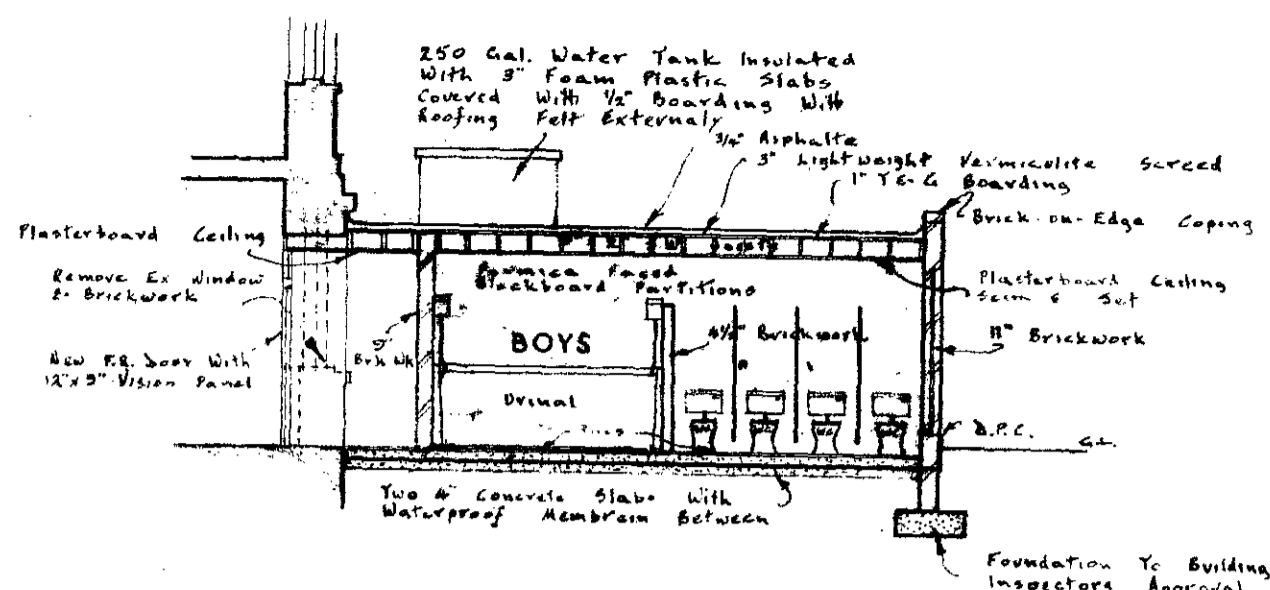 250 Gal. Water Tank Insulated
With 3" Foam Plastic Slabs
Covered With 1/2" Boarding With
Roofing Felt Externaly
3/4" Asphalte
3" Lightweight Vermiculite Screed
1" T & G Boarding
Brick-on-Edge Coping
Plasterboard Ceiling
Remove Ex Window
& Brickwork
New F.R. Door With
12" x 9" Vision Panel
Formica Faced
Blockboard Partitions
Plasterboard Ceiling
Scim & Set
11" Brickwork
4 1/2" Brickwork
Brk Wk
BOYS
Urinal
D.P.C.
G.L.
Two 4" Concrete Slabs With
Waterproof Membrain Between
Foundation To Building
Inspectors Approval